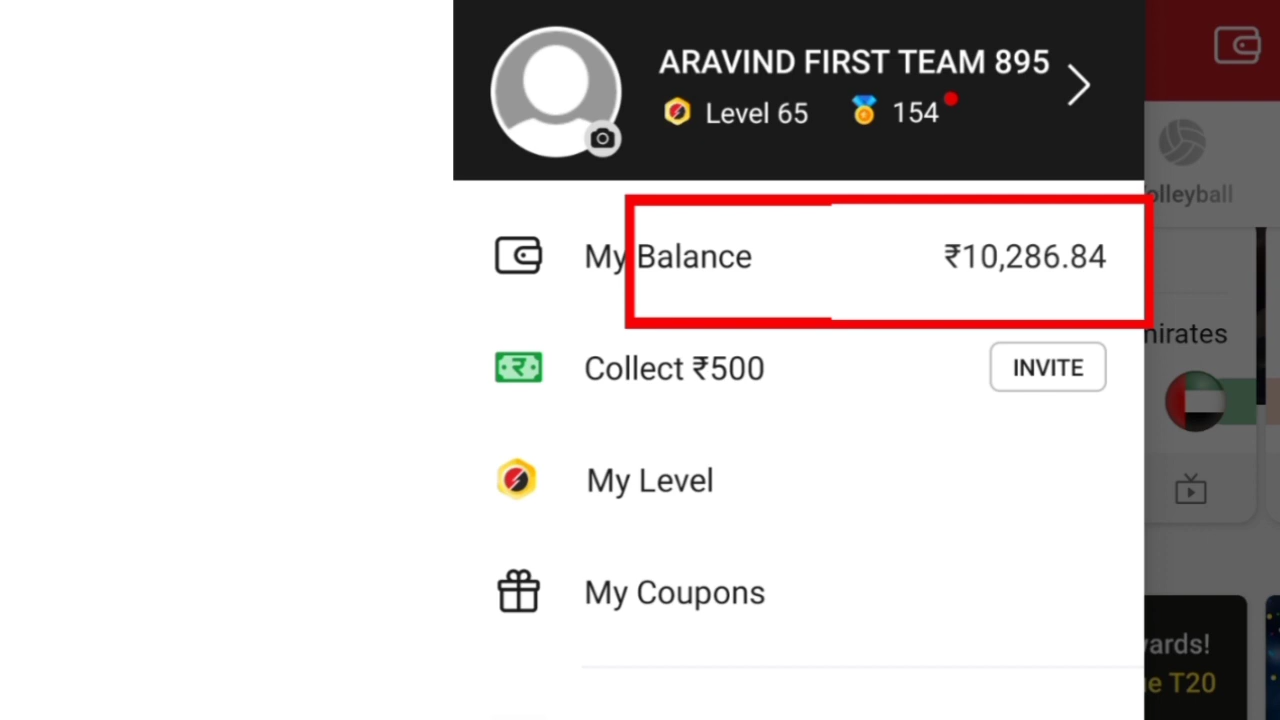 ARAVIND FIRST TEAM 895
Level 65 154
olleyball
My Balance ₹10,286.84
nirates
Collect ₹500 INVITE
My Level
My Coupons
ards!
e T20